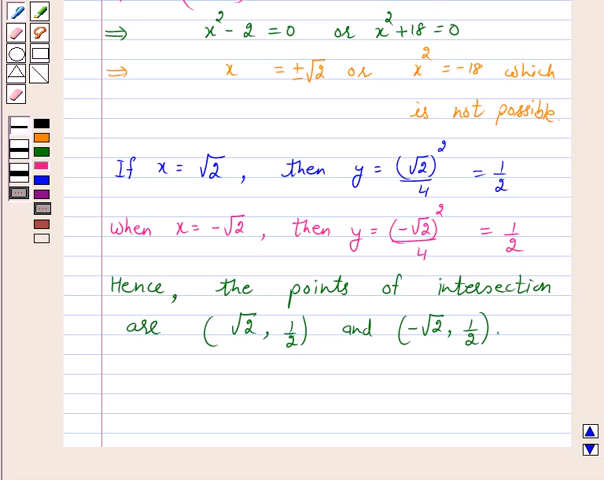 ⇒ x² - 2 = 0 or x² + 18 = 0
⇒ x = ±√2 or x² = -18 which
is not possible.
If x = √2, then y = (√2)²/4 = 1/2
When x = -√2, then y = (-√2)²/4 = 1/2
Hence, the points of intersection
are (√2, 1/2) and (-√2, 1/2).